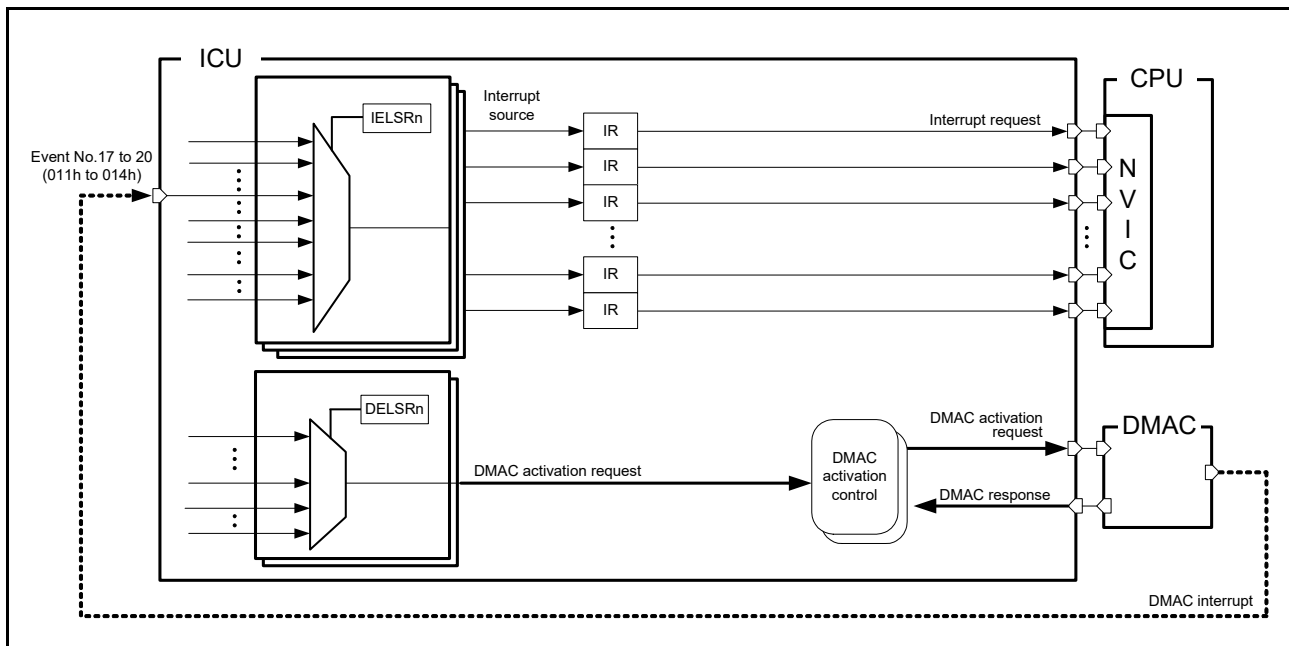 ICU
CPU
IELSRn
Interrupt
source
IR
Interrupt request
Event No.17 to 20
(011h to 014h)
IR
IR
N
V
I
C
IR
IR
DELSRn
DMAC activation
request
DMAC
DMAC activation request
DMAC
activation
control
DMAC response
DMAC interrupt